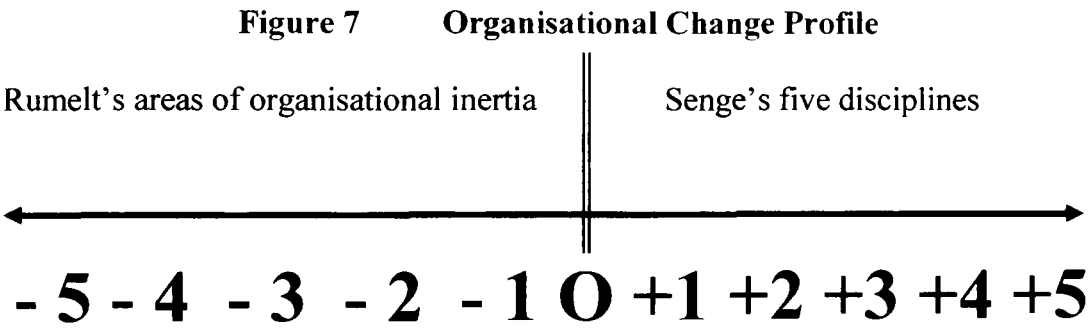 Figure 7 Organisational Change Profile
Rumelt's areas of organisational inertia Senge's five disciplines
- 5 - 4 - 3 - 2 - 1 O +1 +2 +3 +4 +5